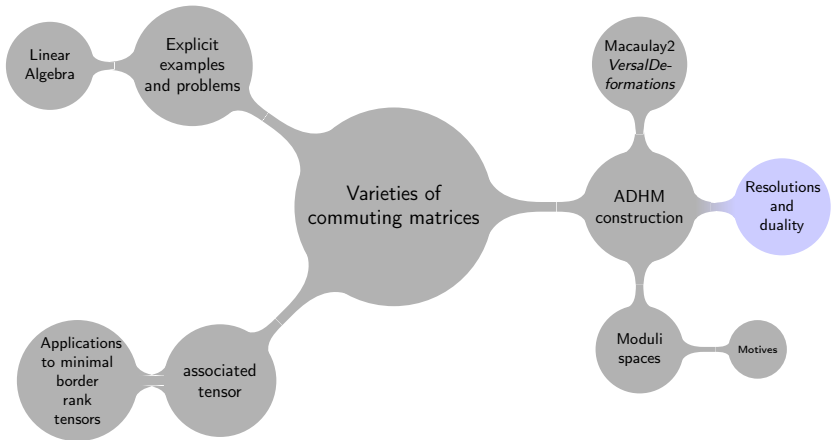 Linear
Algebra
Explicit
examples
and problems
Varieties of
commuting matrices
Macaulay2
VersalDe-
formations
ADHM
construction
Resolutions
and
duality
Moduli
spaces
Motives
associated
tensor
Applications
to minimal
border
rank
tensors